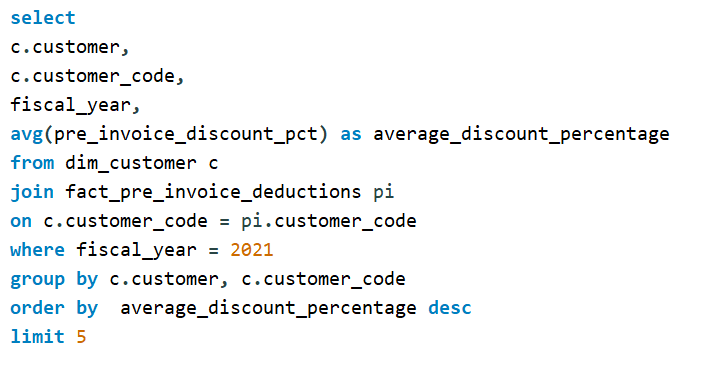 select
c.customer,
c.customer_code,
fiscal_year,
avg(pre_invoice_discount_pct) as average_discount_percentage
from dim_customer c
join fact_pre_invoice_deductions pi
on c.customer_code = pi.customer_code
where fiscal_year = 2021
group by c.customer, c.customer_code
order by  average_discount_percentage desc
limit 5